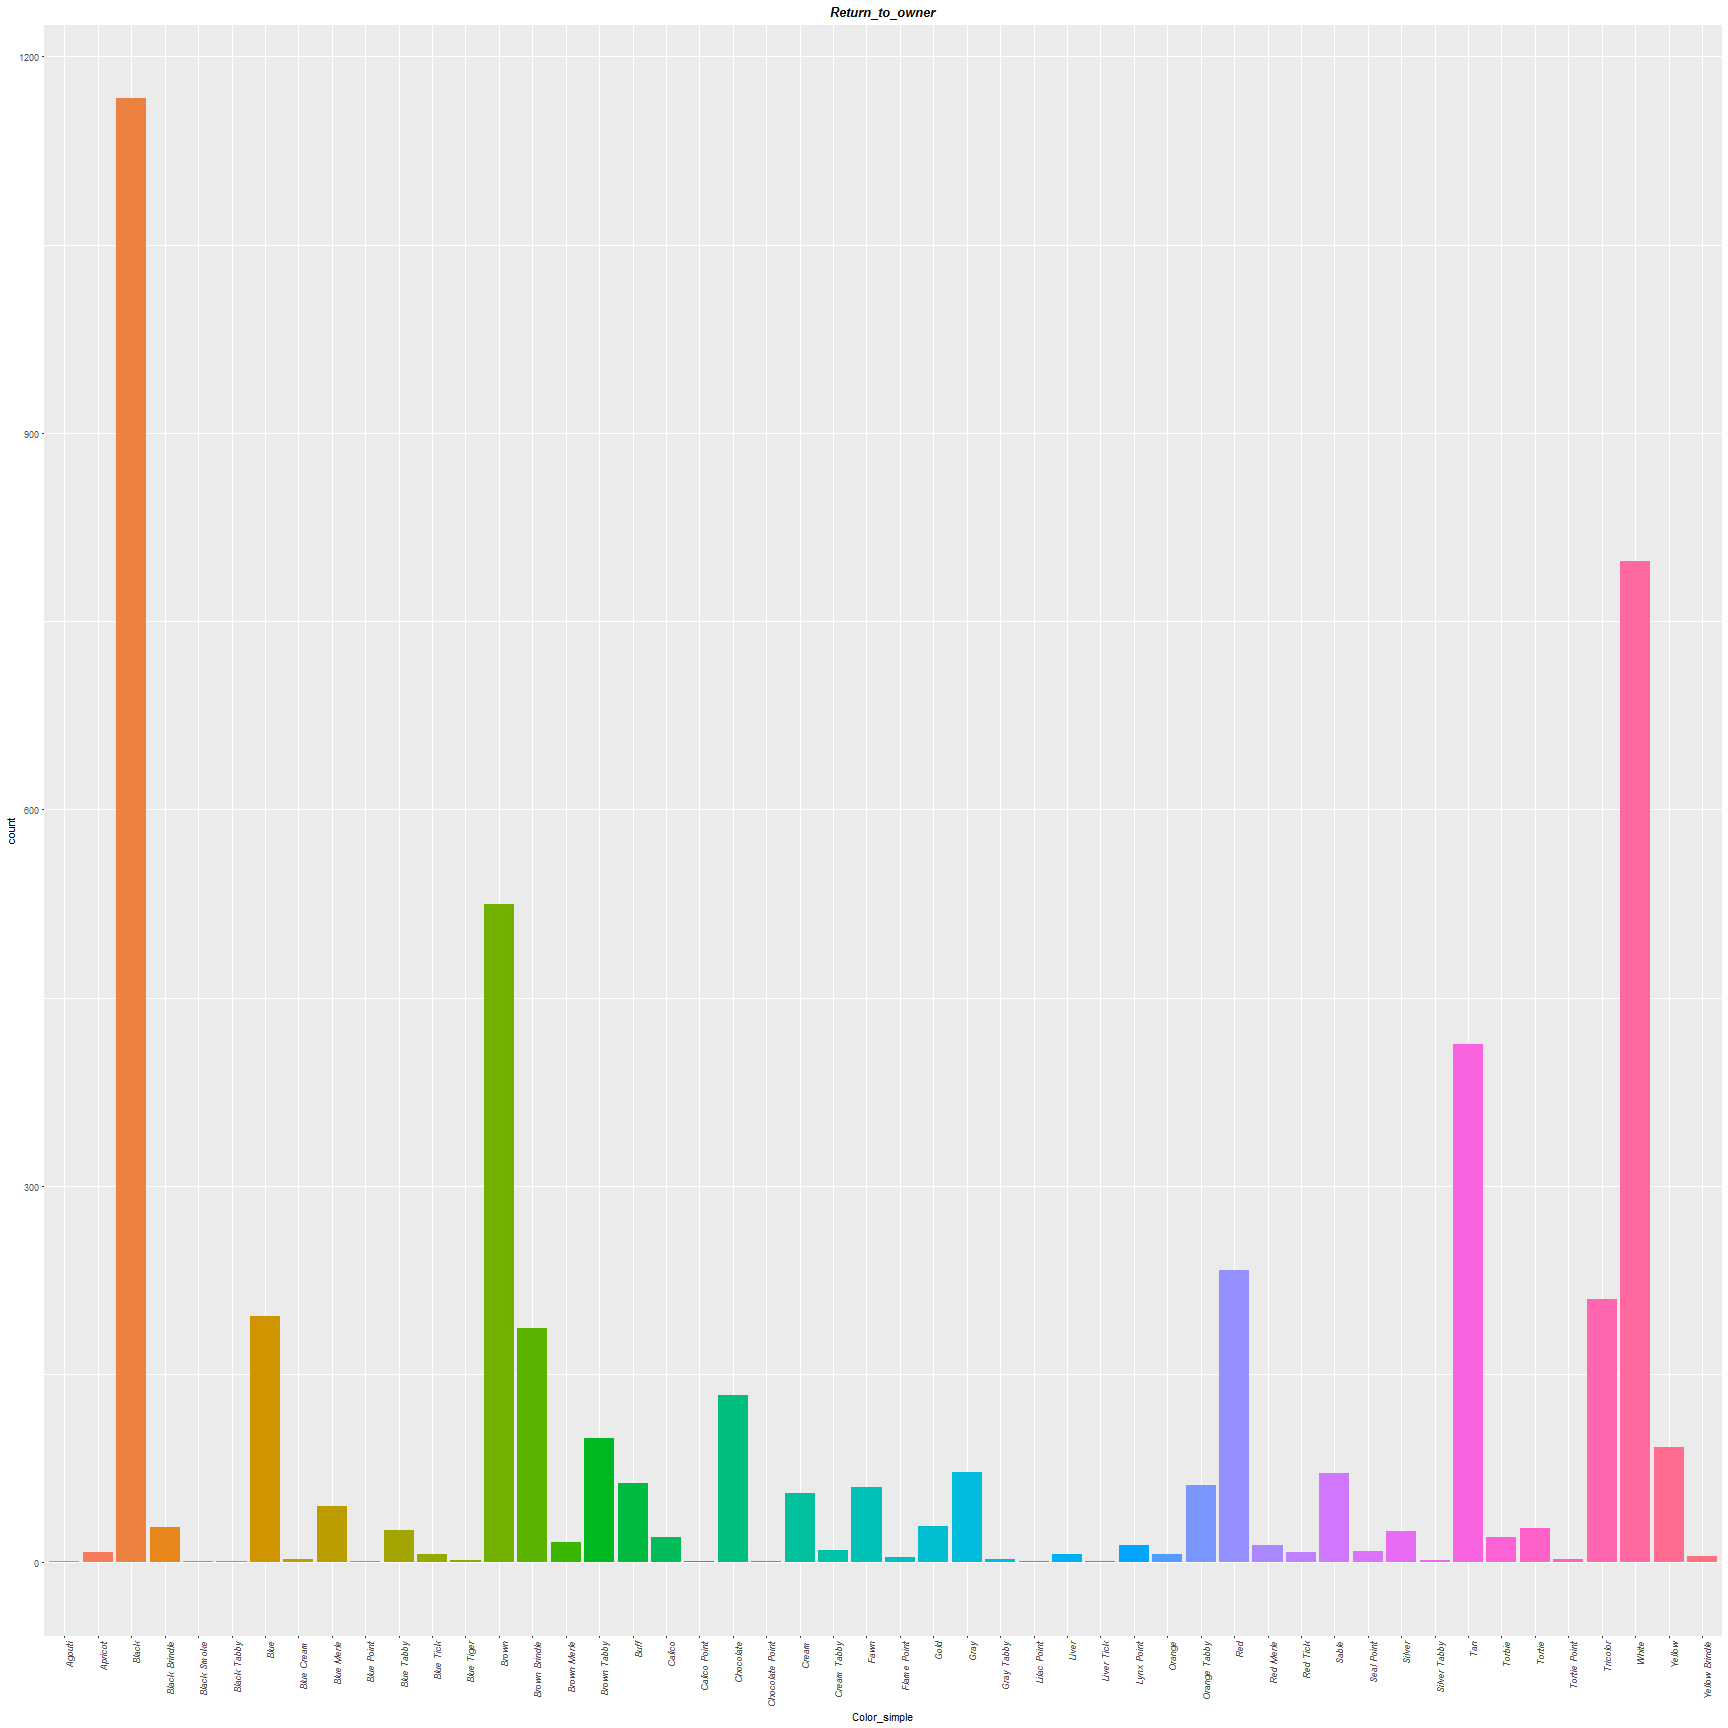 Return_to_owner
1200
900
600
300
0
count
Agouti
Apricot
Black
Black Brindle
Black Smoke
Black Tabby
Blue
Blue Cream
Blue Merle
Blue Point
Blue Tabby
Blue Tick
Blue Tiger
Brown
Brown Brindle
Brown Merle
Brown Tabby
Buff
Calico
Calico Point
Chocolate
Chocolate Point
Cream
Cream Tabby
Fawn
Flame Point
Gold
Gray
Gray Tabby
Lilac Point
Liver
Liver Tick
Lynx Point
Orange
Orange Tabby
Red
Red Merle
Red Tick
Sable
Seal Point
Silver
Silver Tabby
Tan
Torbie
Tortie
Tortie Point
Tricolor
White
Yellow
Yellow Brindle
Color_simple